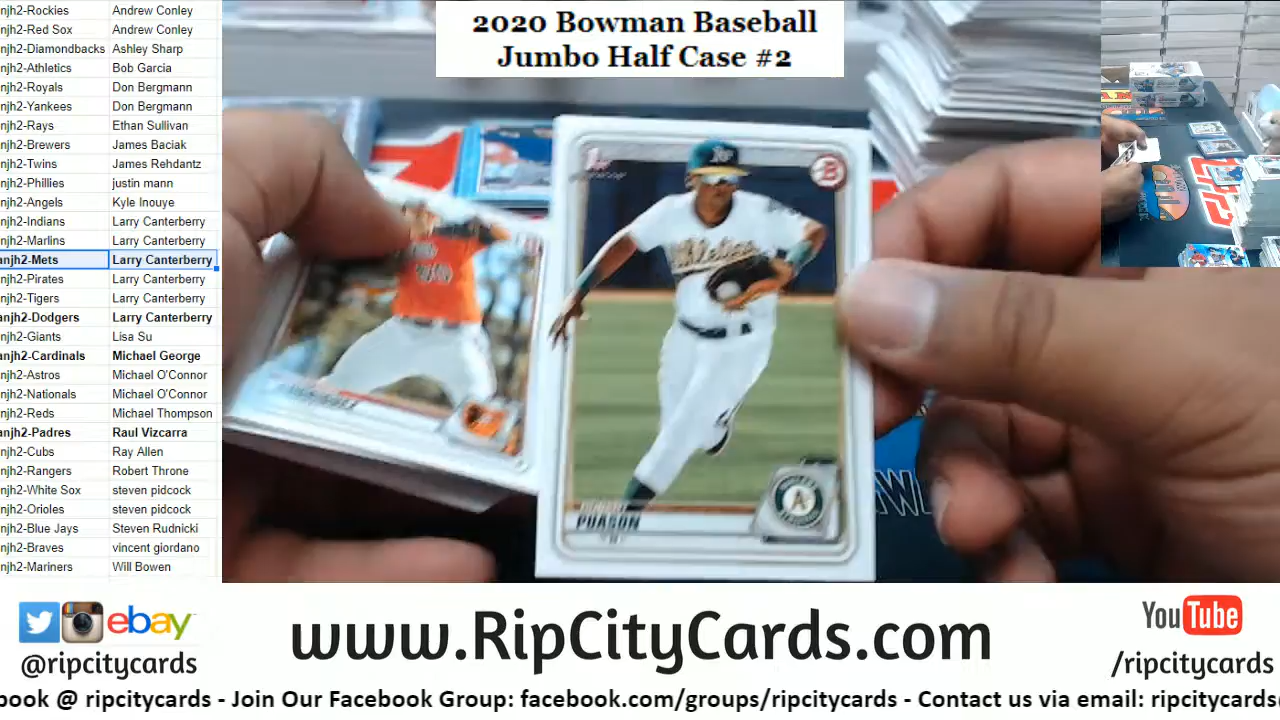 2020 Bowman Baseball
Jumbo Half Case #2
njh2-Rockies Andrew Conley
njh2-Red Sox Andrew Conley
njh2-Diamondbacks Ashley Sharp
njh2-Athletics Bob Garcia
njh2-Royals Don Bergmann
njh2-Yankees Don Bergmann
njh2-Rays Ethan Sullivan
njh2-Brewers James Baciak
njh2-Twins James Rehdantz
njh2-Phillies justin mann
njh2-Angels Kyle Inouye
njh2-Indians Larry Canterberry
njh2-Marlins Larry Canterberry
anjh2-Mets Larry Canterberry
njh2-Pirates Larry Canterberry
njh2-Tigers Larry Canterberry
anjh2-Dodgers Larry Canterberry
njh2-Giants Lisa Su
anjh2-Cardinals Michael George
njh2-Astros Michael O'Connor
njh2-Nationals Michael O'Connor
njh2-Reds Michael Thompson
anjh2-Padres Raul Vizcarra
njh2-Cubs Ray Allen
njh2-Rangers Robert Throne
njh2-White Sox steven pidcock
njh2-Orioles steven pidcock
njh2-Blue Jays Steven Rudnicki
njh2-Braves vincent giordano
njh2-Mariners Will Bowen
B
Athletics
A
PUASON
ebay
@ripcitycards
www.RipCityCards.com
YouTube
/ripcitycards
book @ ripcitycards - Join Our Facebook Group: facebook.com/groups/ripcitycards - Contact us via email: ripcitycards